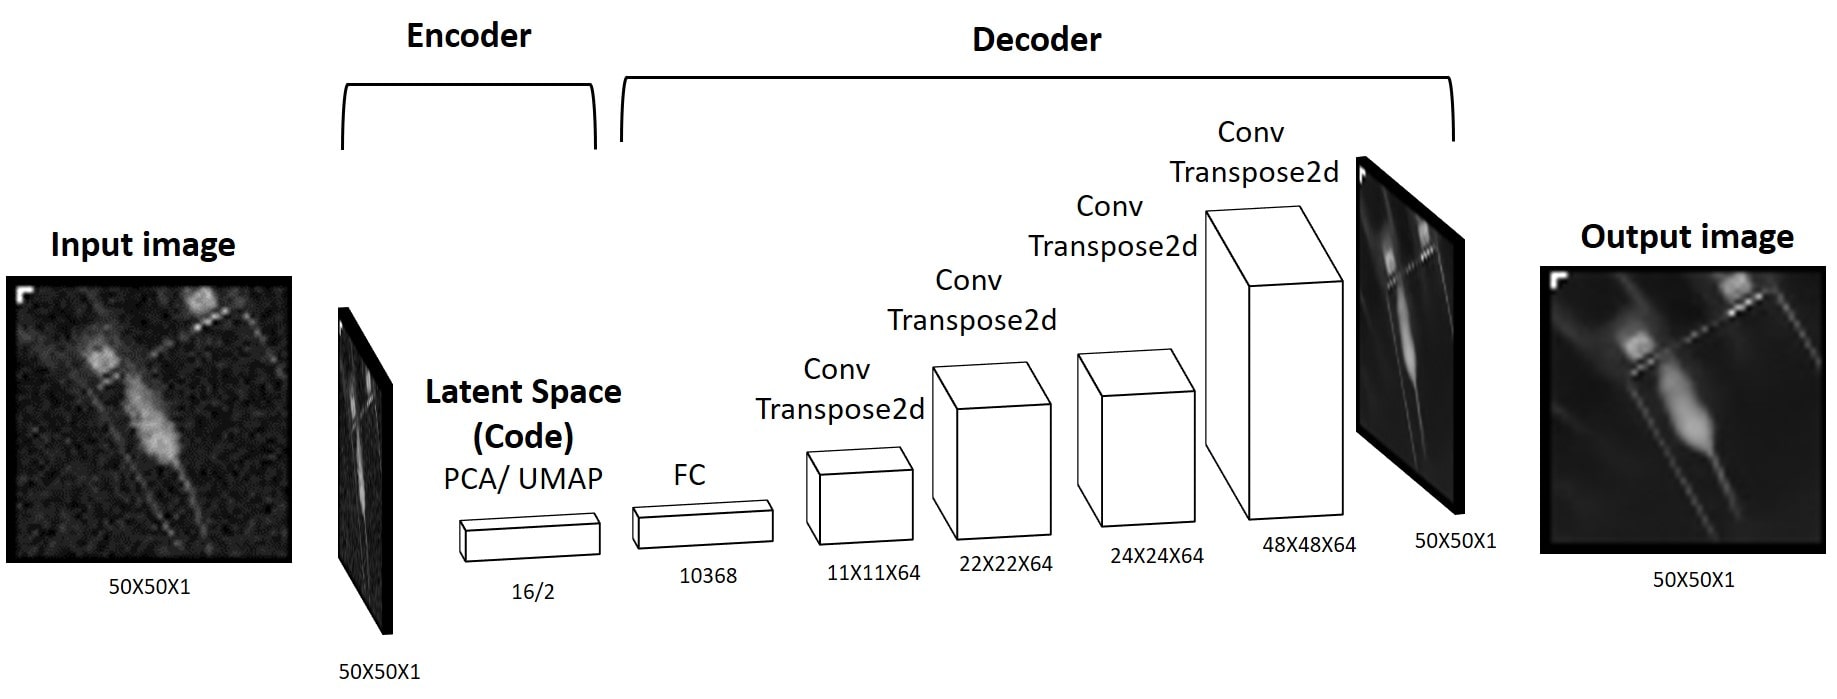 Encoder
Decoder
Input image
50X50X1
50X50X1
Latent Space
(Code)
PCA/ UMAP
16/2
FC
10368
Conv
Transpose2d
11X11X64
Conv
Transpose2d
22X22X64
Conv
Transpose2d
24X24X64
Conv
Transpose2d
48X48X64
50X50X1
Output image
50X50X1